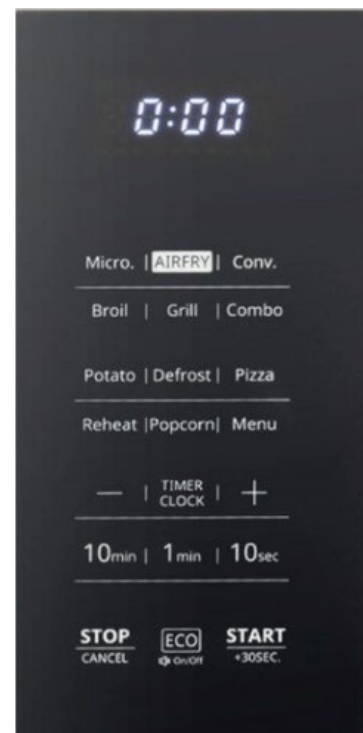 0:00
Micro. | AIRFRY | Conv.
Broil | Grill | Combo
Potato | Defrost | Pizza
Reheat | Popcorn | Menu
— | TIMER CLOCK | +
10min | 1min | 10sec
STOP ECO START
CANCEL On/Off +30SEC.